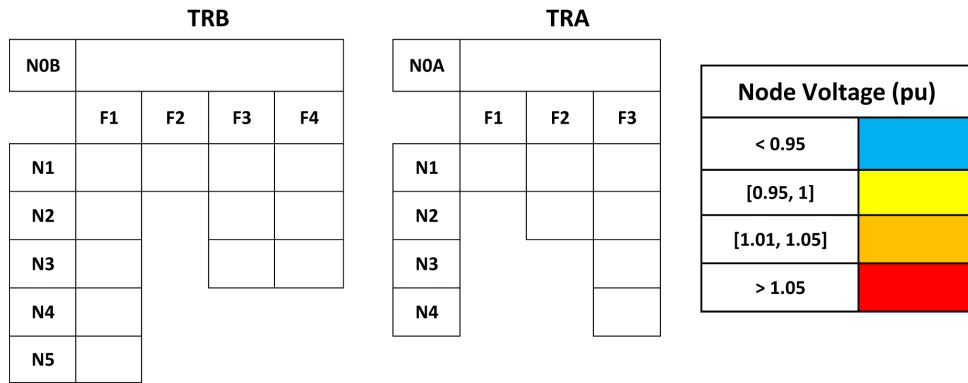 TRB
N0B
F1 F2 F3 F4
N1
N2
N3
N4
N5
TRA
N0A
F1 F2 F3
N1
N2
N3
N4
Node Voltage (pu)
< 0.95
[0.95, 1]
[1.01, 1.05]
> 1.05